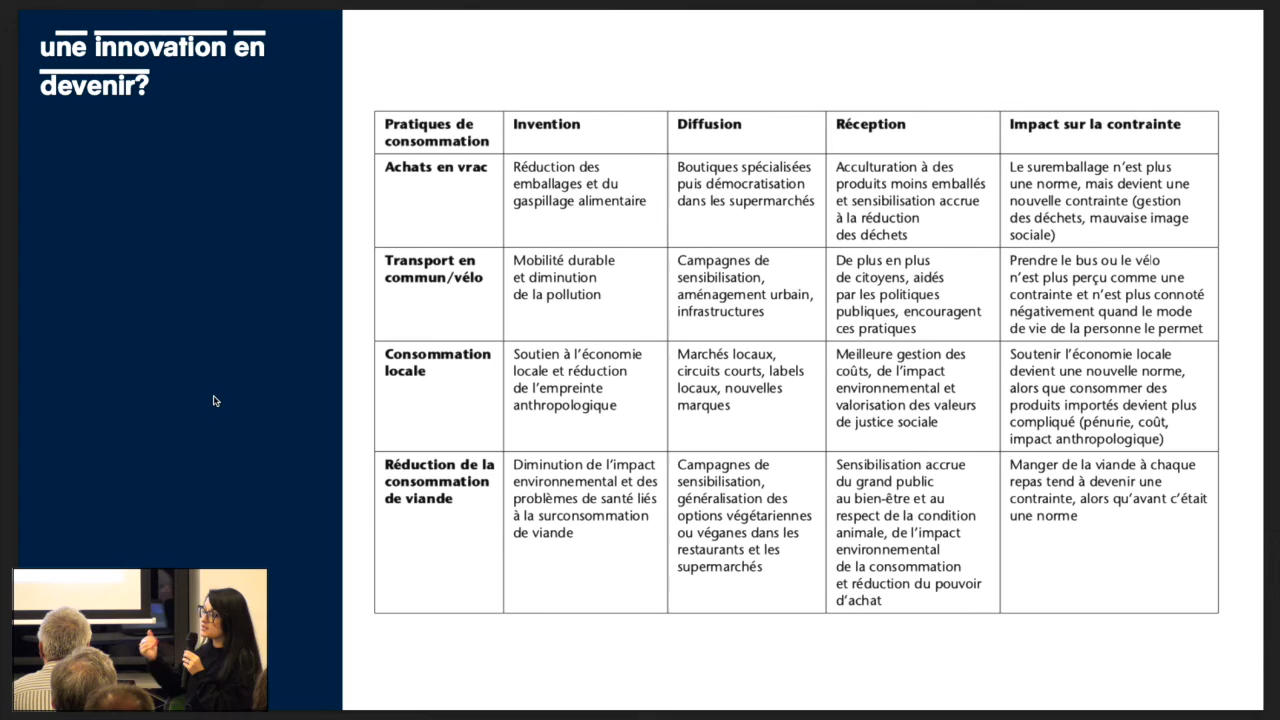 une innovation en
devenir?
Pratiques de
consommation
Invention
Diffusion
Réception
Impact sur la contrainte
Achats en vrac
Réduction des
emballages et du
gaspillage alimentaire
Boutiques spécialisées
puis démocratisation
dans les supermarchés
Acculturation à des
produits moins emballés
et sensibilisation accrue
à la réduction
des déchets
Le suremballage n’est plus
une norme, mais devient une
nouvelle contrainte (gestion
des déchets, mauvaise image
sociale)
Transport en
commun/vélo
Mobilité durable
et diminution
de la pollution
Campagnes de
sensibilisation,
aménagement urbain,
infrastructures
De plus en plus
de citoyens, aidés
par les politiques
publiques, encouragent
ces pratiques
Prendre le bus ou le vélo
n’est plus perçu comme une
contrainte et n’est plus connoté
négativement quand le mode
de vie de la personne le permet
Consommation
locale
Soutien à l’économie
locale et réduction
de l’empreinte
anthropologique
Marchés locaux,
circuits courts, labels
locaux, nouvelles
marques
Meilleure gestion des
coûts, de l’impact
environnemental et
valorisation des valeurs
de justice sociale
Soutenir l’économie locale
devient une nouvelle norme,
alors que consommer des
produits importés devient plus
compliqué (pénurie, coût,
impact anthropologique)
Réduction de la
consommation
de viande
Diminution de l’impact
environnemental et des
problèmes de santé liés
à la surconsommation
de viande
Campagnes de
sensibilisation,
généralisation des
options végétariennes
ou véganes dans les
restaurants et les
supermarchés
Sensibilisation accrue
du grand public
au bien-être et au
respect de la condition
animale, de l’impact
environnemental
de la consommation
et réduction du pouvoir
d’achat
Manger de la viande à chaque
repas tend à devenir une
contrainte, alors qu’avant c’était
une norme